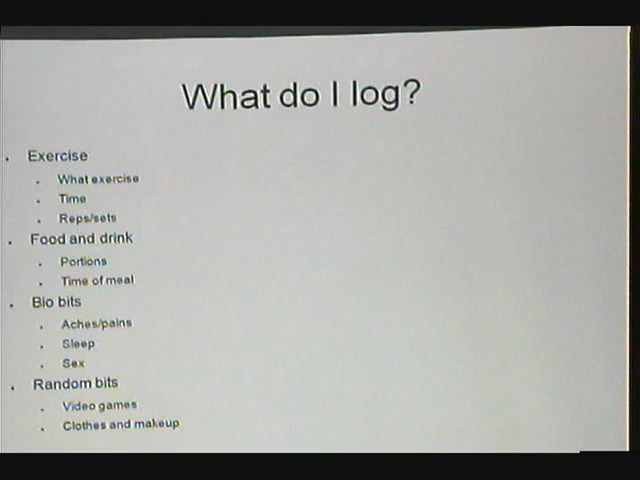 What do I log?
Exercise
What exercise
Time
Reps/sets
Food and drink
Portions
Time of meal
Bio bits
Aches/pains
Sleep
Sex
Random bits
Video games
Clothes and makeup